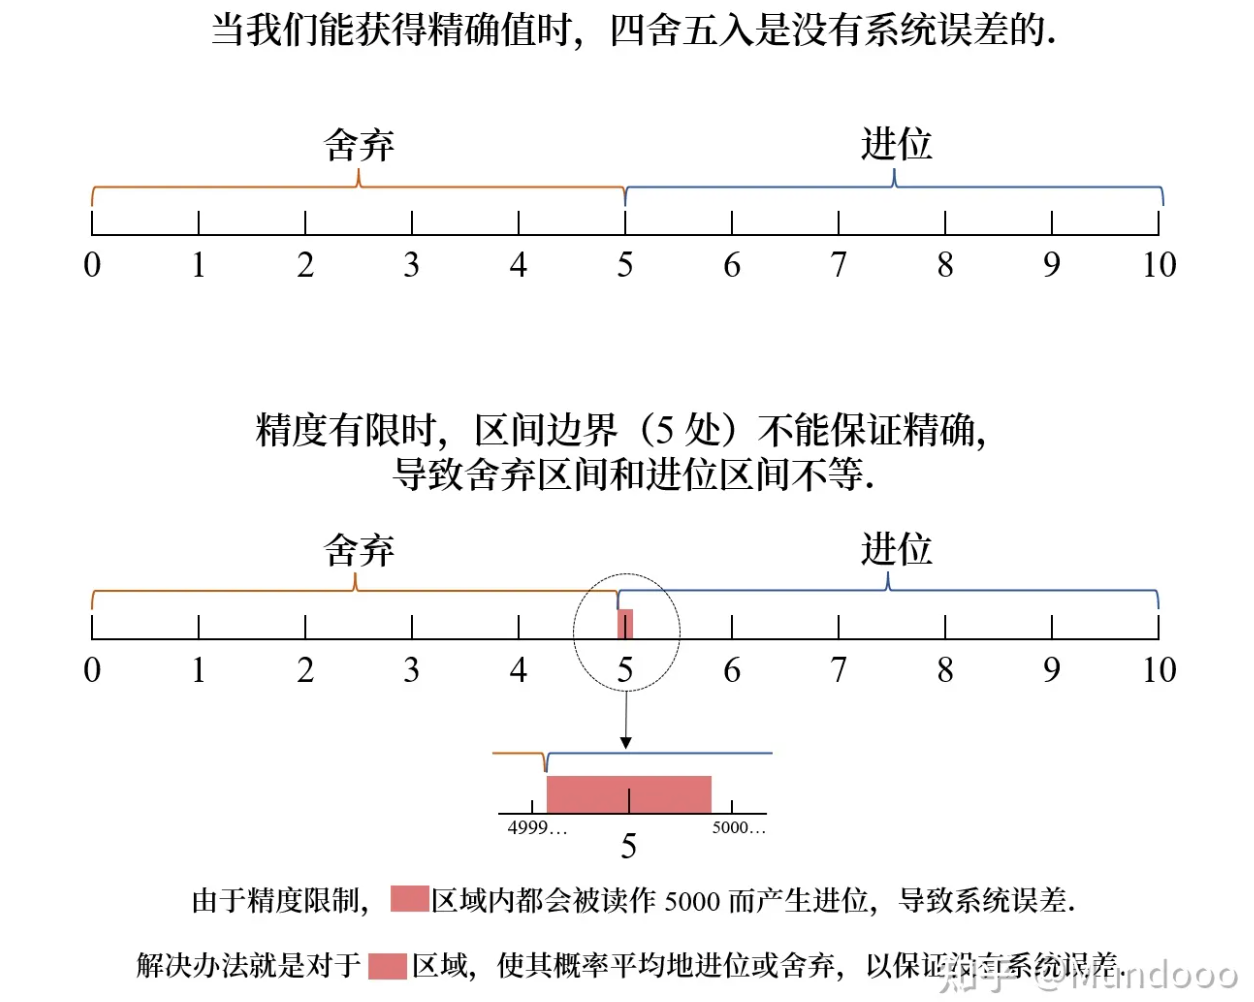 当我们能获得精确值时，四舍五入是没有系统误差的.
舍弃 进位
0 1 2 3 4 5 6 7 8 9 10
精度有限时，区间边界（5 处）不能保证精确，
导致舍弃区间和进位区间不等.
舍弃 进位
0 1 2 3 4 5 6 7 8 9 10
4999… 5000…
5
由于精度限制， 区域内都会被读作 5000 而产生进位，导致系统误差.
解决办法就是对于 区域，使其概率平均地进位或舍弃，以保证没有系统误差.
知乎 @Mundooo